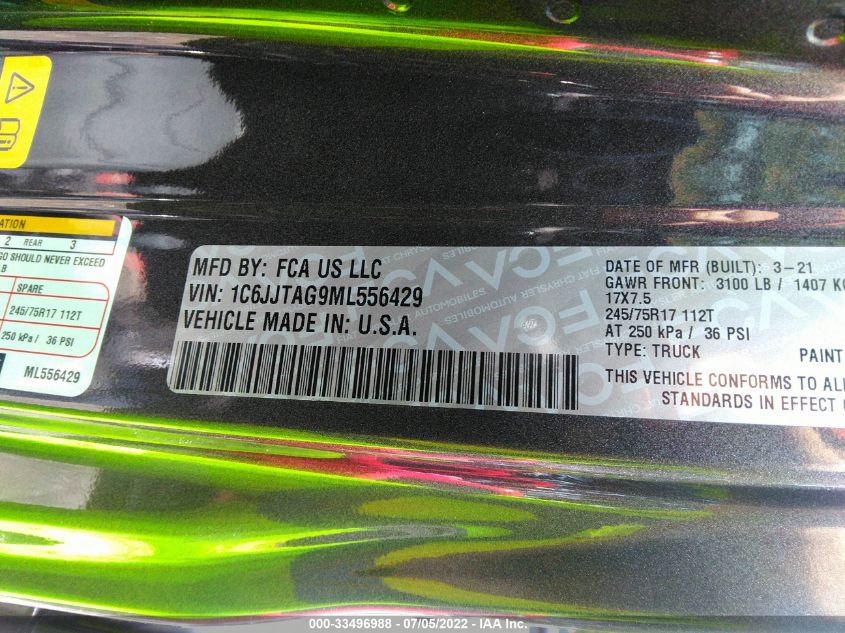 ATION
2 REAR 3
GO SHOULD NEVER EXCEED
LB
SPARE
245/75R17 112T
250 kPa / 36 PSI
ML556429
MFD BY: FCA US LLC
VIN: 1C6JJTAG9ML556429
VEHICLE MADE IN: U.S.A.
DATE OF MFR (BUILT): 3-21
GAWR FRONT: 3100 LB / 1407 KG
17X7.5
245/75R17 112T
AT 250 kPa / 36 PSI
TYPE: TRUCK PAINT
THIS VEHICLE CONFORMS TO ALL
STANDARDS IN EFFECT
000-33496988 - 07/05/2022 - IAA Inc.